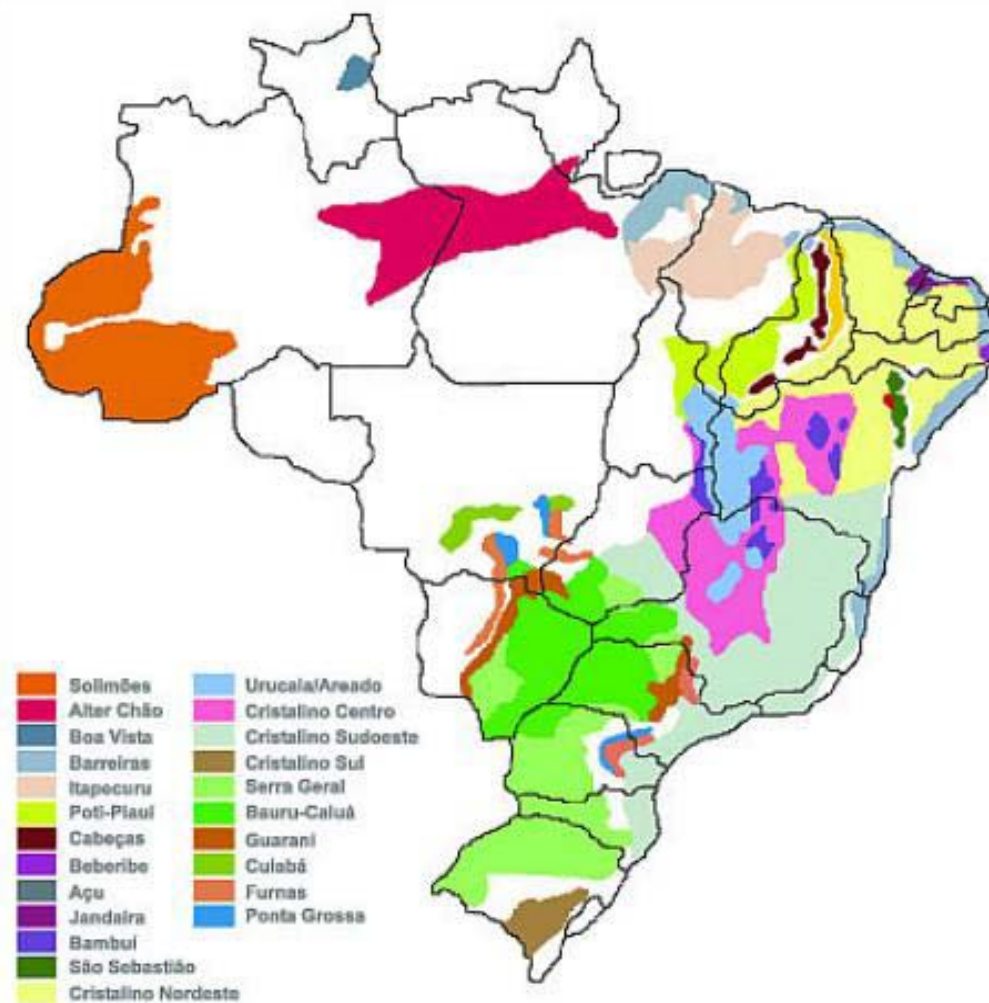 Solimões
Alter Chão
Boa Vista
Barreiras
Itapecuru
Poti-Piauí
Cabeças
Beberibe
Açu
Jandaira
Bambuí
São Sebastião
Cristalino Nordeste
Urucaia/Areado
Cristalino Centro
Cristalino Sudoeste
Cristalino Sul
Serra Geral
Bauru-Caiuá
Guarani
Cuiabá
Furnas
Ponta Grossa